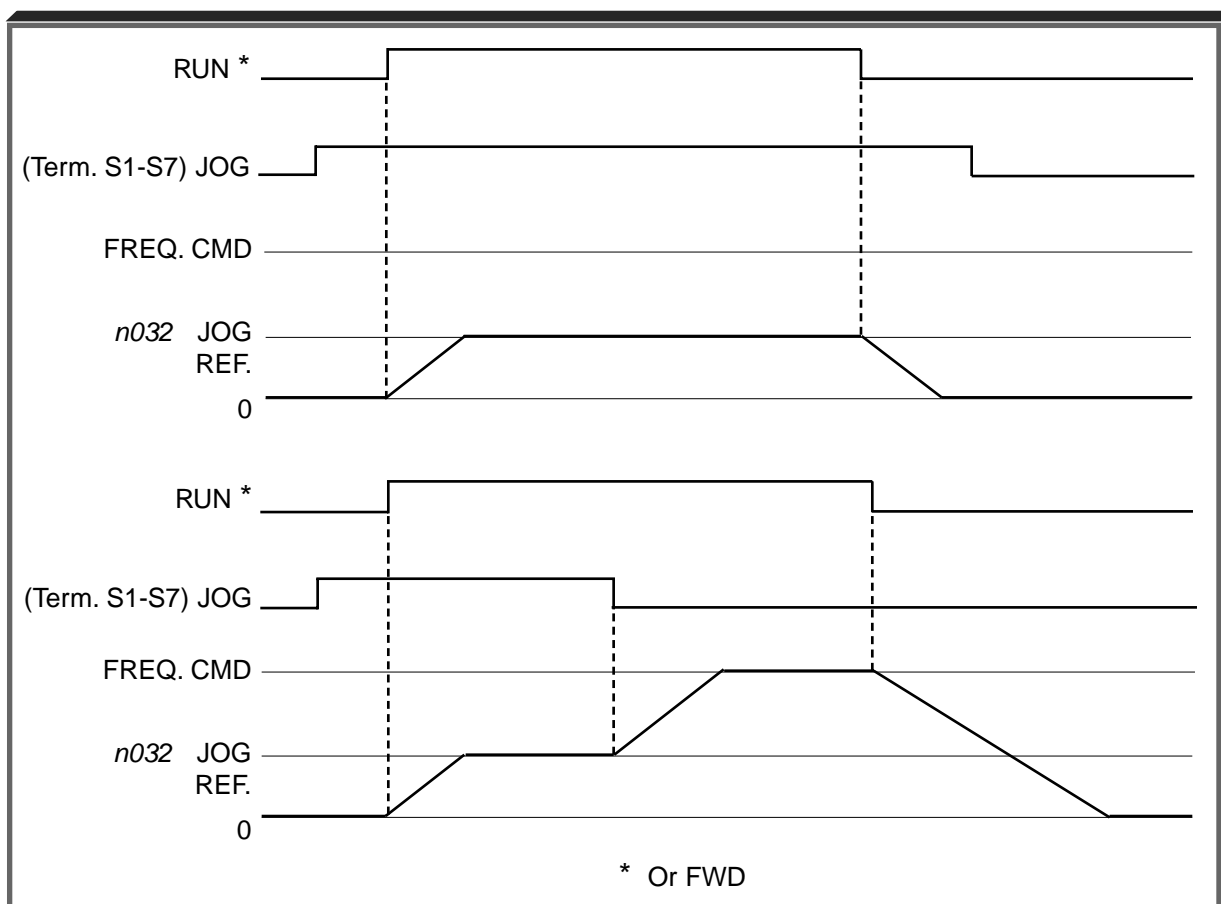 RUN *
(Term. S1-S7) JOG
FREQ. CMD
n032 JOG
REF.
0
RUN *
(Term. S1-S7) JOG
FREQ. CMD
n032 JOG
REF.
0
* Or FWD